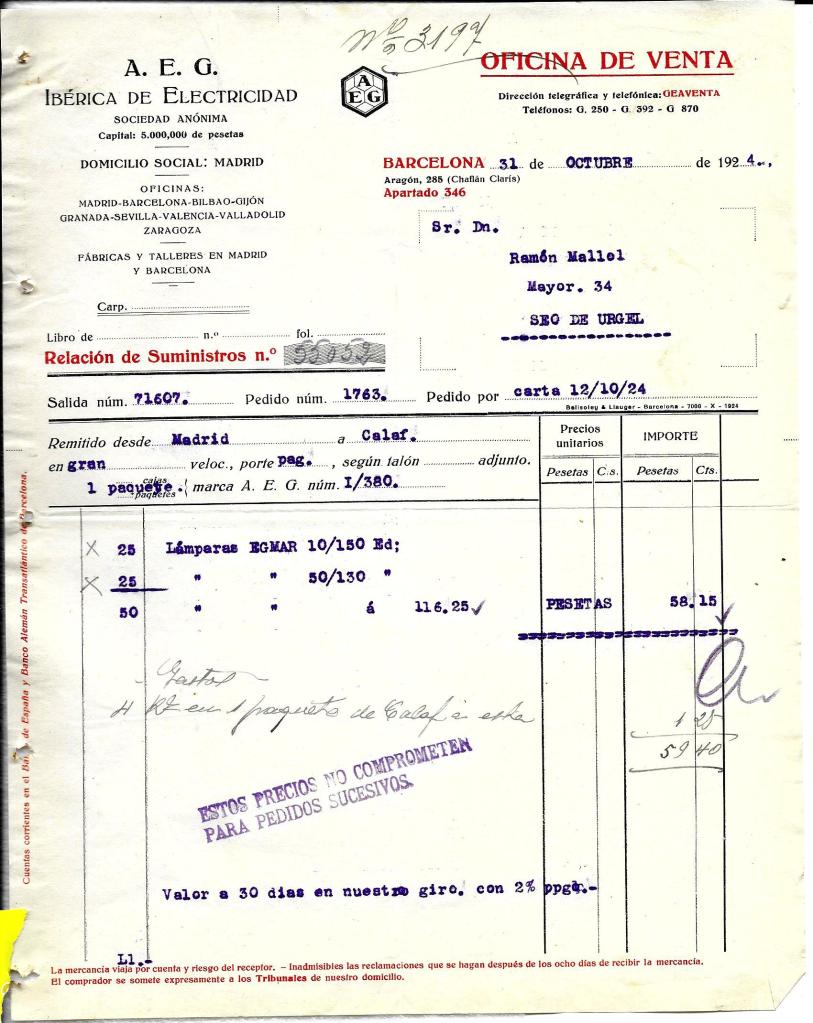 Nº 3197
A. E. G.
IBÉRICA DE ELECTRICIDAD
SOCIEDAD ANÓNIMA
Capital: 5.000,000 de pesetas
DOMICILIO SOCIAL: MADRID
OFICINAS:
MADRID-BARCELONA-BILBAO-GIJÓN
GRANADA-SEVILLA-VALENCIA-VALLADOLID
ZARAGOZA
FÁBRICAS Y TALLERES EN MADRID
Y BARCELONA
Carp.
Libro de n.º fol.
Relación de Suministros n.º
A E G
OFICINA DE VENTA
Dirección telegráfica y telefónica: GEAVENTA
Teléfonos: G. 250 - G. 392 - G 870
BARCELONA 31 de OCTUBRE de 1924.,
Aragón, 285 (Chaflán Clarís)
Apartado 346
Sr. Dn.
Ramón Mallol
Mayor. 34
SEO DE URGEL
Salida núm. 71607. Pedido núm. 1763. Pedido por carta 12/10/24
Bellsoley & Llauger - Barcelona - 7000 - X - 1924
Remitido desde Madrid a Calaf.
en gran veloc., porte pag. , según talón adjunto.
1 paquete. cajas paquetes marca A. E. G. núm. I/380.
Precios unitarios IMPORTE
Pesetas C.s. Pesetas Cts.
X 25 Lámparas EGMAR 10/150 Ed;
X 25 " " 50/130 "
50 " " á 116.25 PESETAS 58.15
Gastos
4 Kº en 1 paquete de Calaf a esta 1 25
59 40
ESTOS PRECIOS NO COMPROMETEN
PARA PEDIDOS SUCESIVOS.
Valor a 30 dias en nuestro giro. con 2% ppgº.-
Ll.-
La mercancía viaja por cuenta y riesgo del receptor. - Inadmisibles las reclamaciones que se hagan después de los ocho días de recibir la mercancía.
El comprador se somete expresamente a los Tribunales de nuestro domicilio.
Cuentas corrientes en el de España y Banco Alemán Transatlántico de Barcelona.